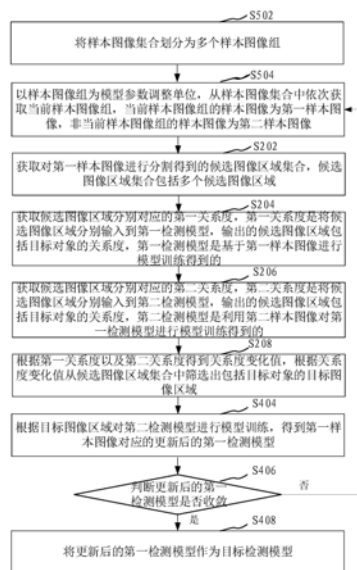 S502
将样本图像集合划分为多个样本图像组
S504
以样本图像组为模型参数调整单位，从样本图像集合中依次获
取当前样本图像组，当前样本图像组的样本图像为第一样本图
像，非当前样本图像组的样本图像为第二样本图像
S202
获取对第一样本图像进行分割得到的候选图像区域集合，候选
图像区域集合包括多个候选图像区域
S204
获取候选图像区域分别对应的第一关系度，第一关系度是将候
选图像区域分别输入到第一检测模型，输出的候选图像区域包
括目标对象的关系度，第一检测模型是基于第一样本图像进行
模型训练得到的
S206
获取候选图像区域分别对应的第二关系度，第二关系度是将候
选图像区域分别输入到第二检测模型，输出的候选图像区域包
括目标对象的关系度，第二检测模型是利用第二样本图像对第
一检测模型进行模型训练得到的
S208
根据第一关系度以及第二关系度得到关系度变化值，根据关系
度变化值从候选图像区域集合中筛选出包括目标对象的目标图
像区域
S404
根据目标图像区域对第二检测模型进行模型训练，得到第一样
本图像对应的更新后的第一检测模型
S406
判断更新后的第一
检测模型是否收敛
否
是
S408
将更新后的第一检测模型作为目标检测模型